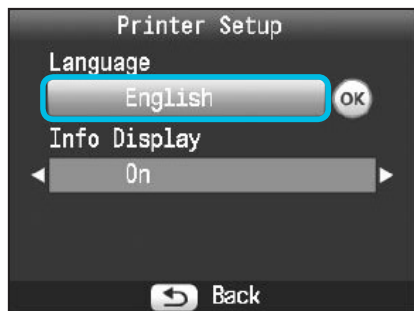 Printer Setup
Language
English OK
Info Display
On
Back